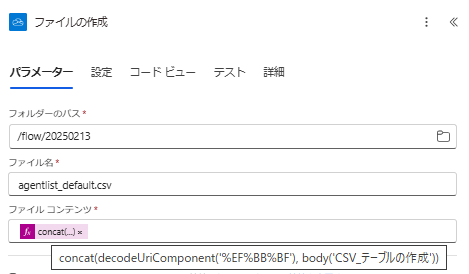 ファイルの作成
パラメーター 設定 コード ビュー テスト 詳細
フォルダーのパス *
/flow/20250213
ファイル名 *
agentlist_default.csv
ファイル コンテンツ *
fx concat(...) ×
concat(decodeUriComponent('%EF%BB%BF'), body('CSV_テーブルの作成'))